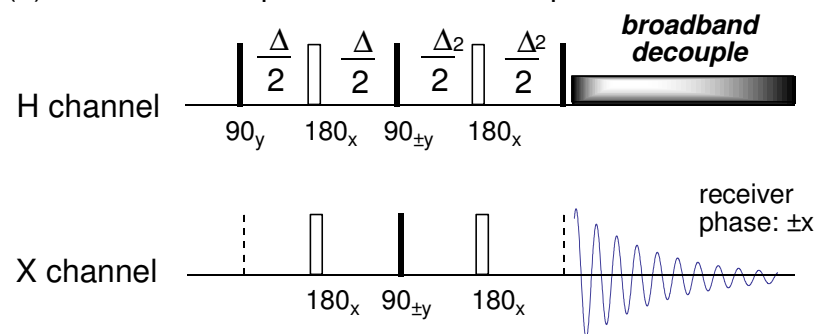 broadband
decouple
Δ/2 Δ/2 Δ2/2 Δ2/2
H channel
90y 180x 90±y 180x
receiver
phase: ±x
X channel
180x 90±y 180x